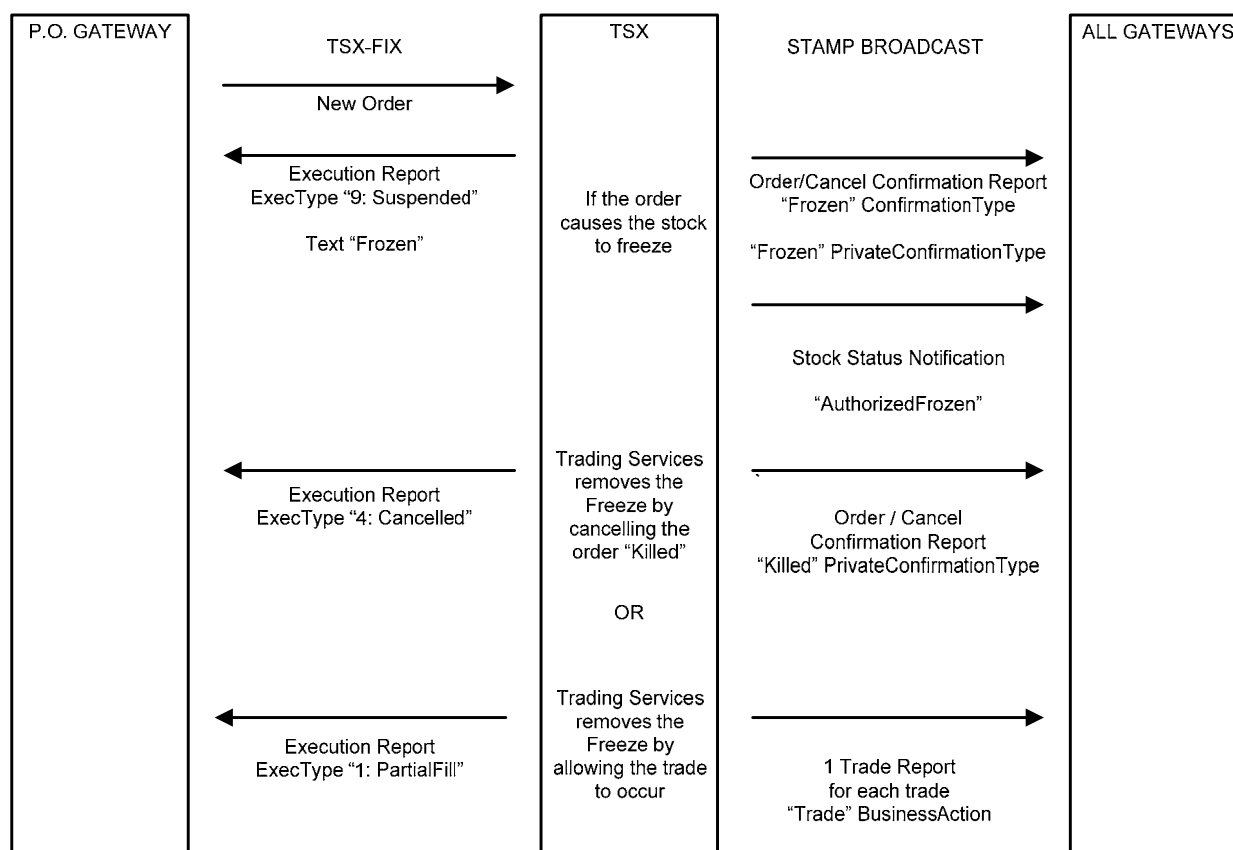 P.O. GATEWAY
TSX-FIX
TSX
STAMP BROADCAST
ALL GATEWAYS
New Order
Execution Report
ExecType “9: Suspended”
Text “Frozen”
If the order
causes the stock
to freeze
Order/Cancel Confirmation Report
“Frozen” ConfirmationType
“Frozen” PrivateConfirmationType
Stock Status Notification
“AuthorizedFrozen”
Execution Report
ExecType “4: Cancelled”
Trading Services
removes the
Freeze by
cancelling the
order “Killed”
`
Order / Cancel
Confirmation Report
“Killed” PrivateConfirmationType
OR
Execution Report
ExecType “1: PartialFill”
Trading Services
removes the
Freeze by
allowing the trade
to occur
1 Trade Report
for each trade
“Trade” BusinessAction